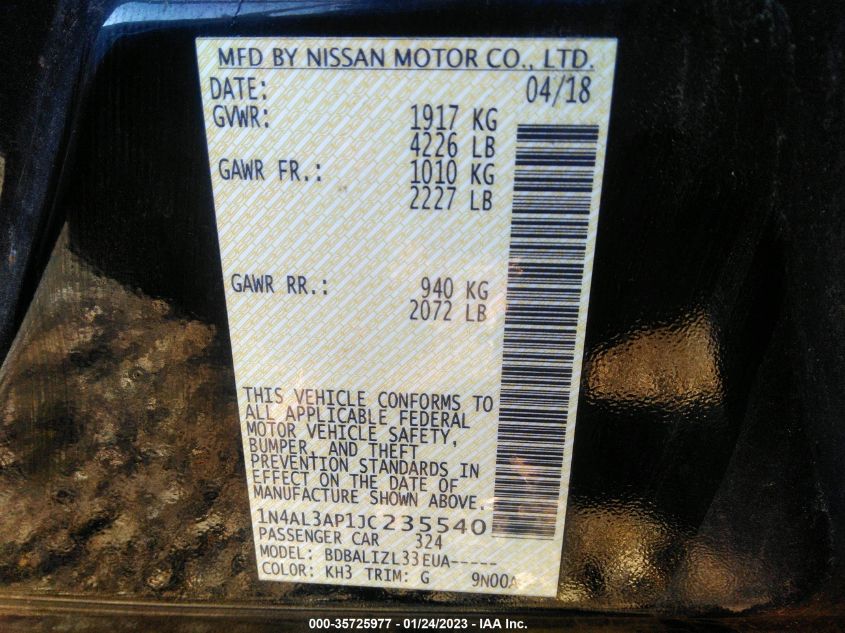 MFD BY NISSAN MOTOR CO., LTD.
DATE: 04/18
GVWR: 1917 KG
4226 LB
GAWR FR.: 1010 KG
2227 LB
GAWR RR.: 940 KG
2072 LB
THIS VEHICLE CONFORMS TO
ALL APPLICABLE FEDERAL
MOTOR VEHICLE SAFETY,
BUMPER, AND THEFT
PREVENTION STANDARDS IN
EFFECT ON THE DATE OF
MANUFACTURE SHOWN ABOVE.
1N4AL3AP1JC235540
PASSENGER CAR 324
MODEL: BDBALIZL33EUA-----
COLOR: KH3 TRIM: G 9N00A
000-35725977 - 01/24/2023 - IAA Inc.